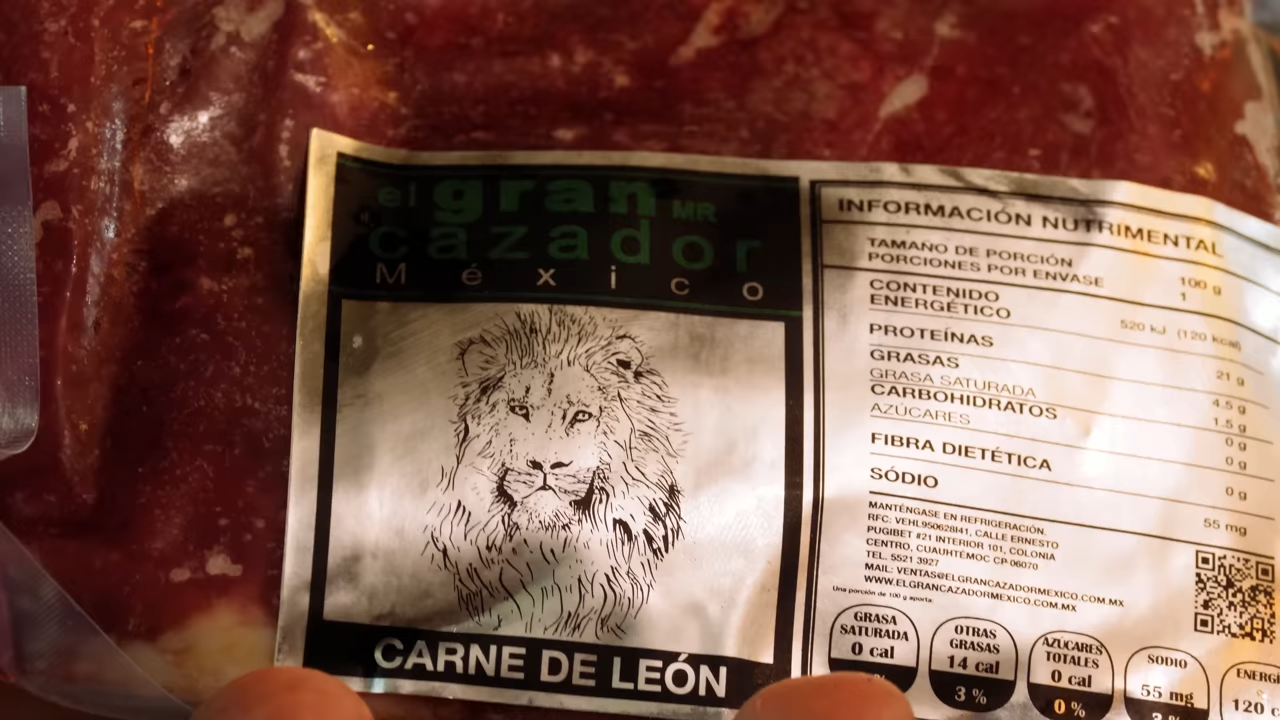 el gran MR
cazador
México
CARNE DE LEÓN
INFORMACIÓN NUTRIMENTAL
TAMAÑO DE PORCIÓN 100 g
PORCIONES POR ENVASE 1
CONTENIDO
ENERGÉTICO 520 kJ (120 kcal)
PROTEÍNAS 21 g
GRASAS 4.5 g
GRASA SATURADA 1.5 g
CARBOHIDRATOS 0 g
AZÚCARES 0 g
FIBRA DIETÉTICA 0 g
SÓDIO 55 mg
MANTÉNGASE EN REFRIGERACIÓN.
RFC: VEHL950628I41, CALLE ERNESTO
PUGIBET #21 INTERIOR 101, COLONIA
CENTRO, CUAUHTÉMOC CP 06070
TEL. 5521 3927
MAIL: VENTAS@ELGRANCAZADORMEXICO.COM.MX
WWW.ELGRANCAZADORMEXICO.COM.MX
Una porción de 100 g aporta:
GRASA
SATURADA
0 cal
%
OTRAS
GRASAS
14 cal
3 %
AZÚCARES
TOTALES
0 cal
0 %
SODIO
55 mg
ENERGÍ
120 c